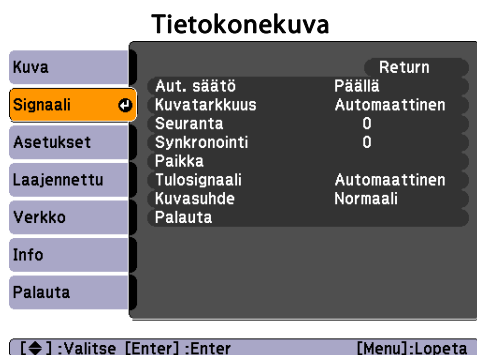 Tietokonekuva
Kuva
Signaali
Asetukset
Laajennettu
Verkko
Info
Palauta
Return
Aut. säätö Päällä
Kuvatarkkuus Automaattinen
Seuranta 0
Synkronointi 0
Paikka
Tulosignaali Automaattinen
Kuvasuhde Normaali
Palauta
[◆] :Valitse [Enter] :Enter [Menu]:Lopeta